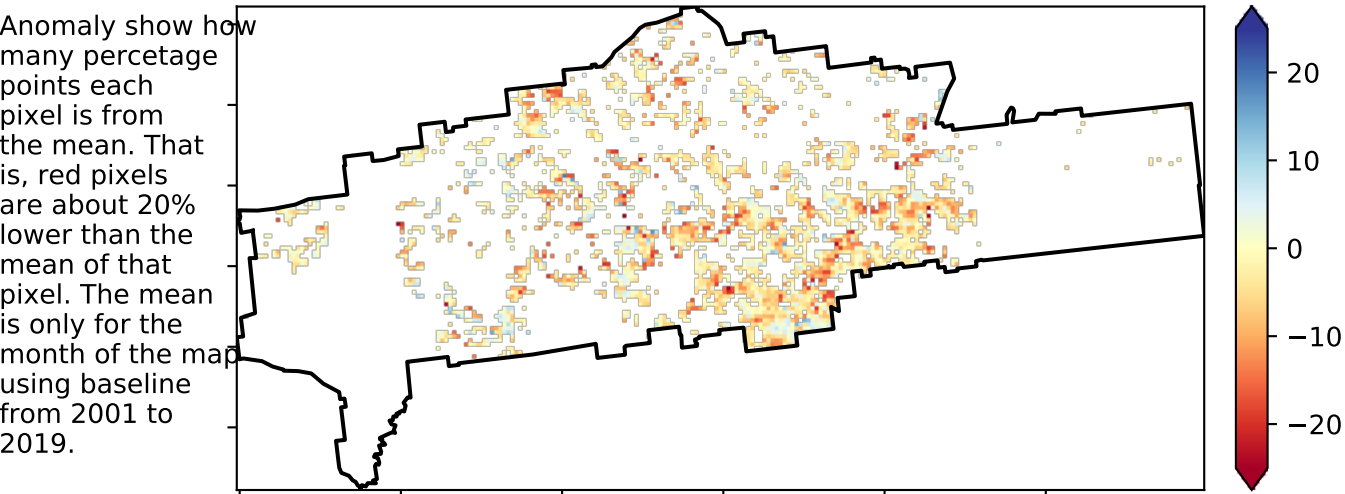 Anomaly show how
many percetage
points each
pixel is from
the mean. That
is, red pixels
are about 20%
lower than the
mean of that
pixel. The mean
is only for the
month of the map
using baseline
from 2001 to
2019.
20
10
0
−10
−20